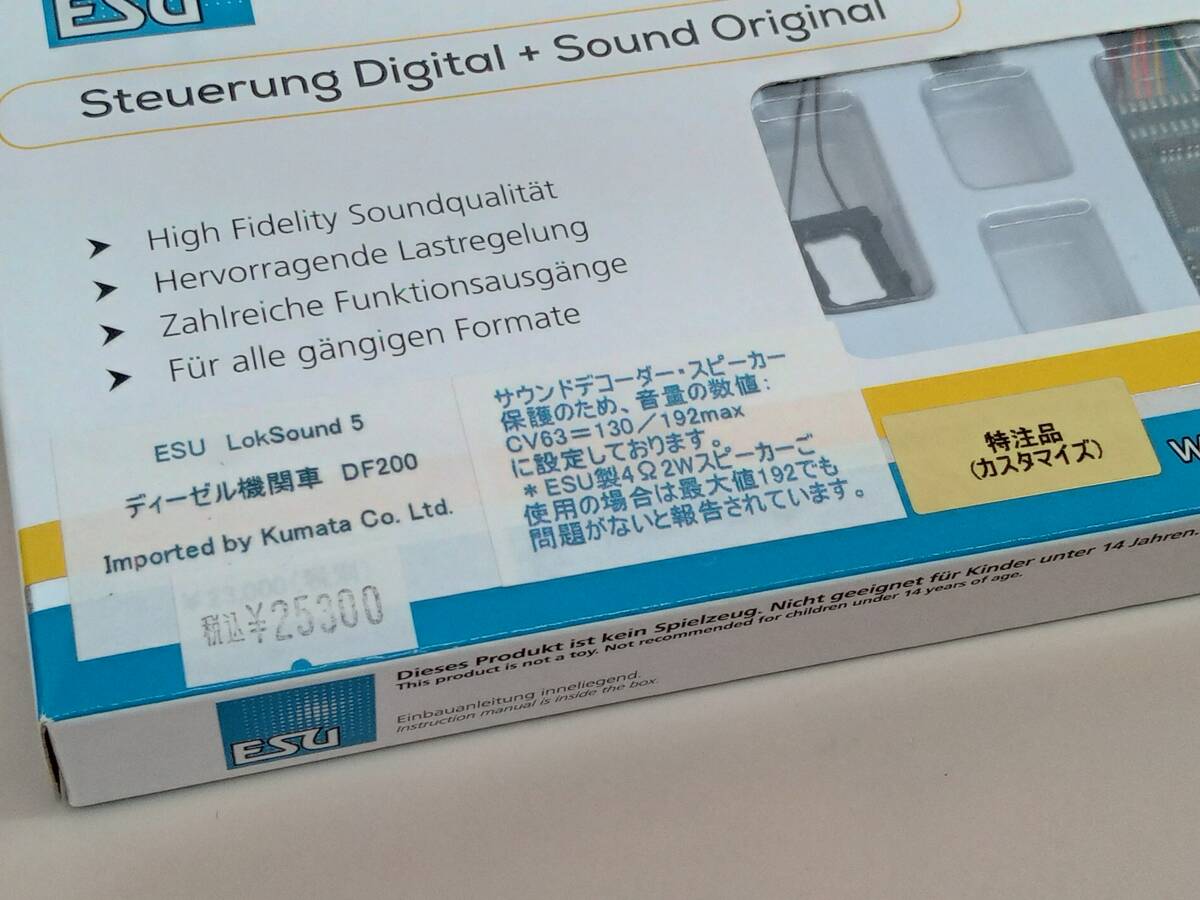 ESU
Steuerung Digital + Sound Original
High Fidelity Soundqualität
Hervorragende Lastregelung
Zahlreiche Funktionsausgänge
Für alle gängigen Formate
ESU LokSound 5
ディーゼル機関車 DF200
Imported by Kumata Co. Ltd.
税込¥25300
サウンドデコーダー・スピーカー
保護のため、音量の数値:
CV63=130/192max
に設定しております。
*ESU製4Ω2Wスピーカーご
使用の場合は最大値192でも
問題がないと報告されています。
特注品
(カスタマイズ)
Dieses Produkt ist kein Spielzeug. Nicht geeignet für Kinder unter 14 Jahren.
This product is not a toy. Not recommended for children under 14 years of age.
Einbauanleitung inneliegend.
Instruction manual is inside the box.
ESU